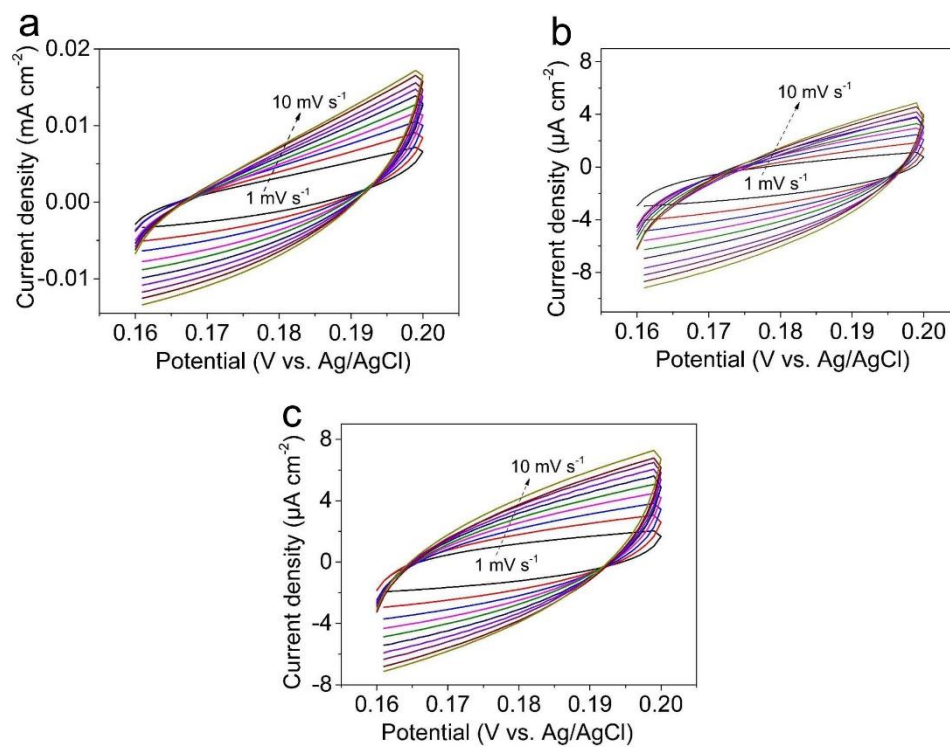 a
Current density (mA cm⁻²)
0.02
0.01
0.00
-0.01
10 mV s⁻¹
1 mV s⁻¹
0.16 0.17 0.18 0.19 0.20
Potential (V vs. Ag/AgCl)
b
Current density (μA cm⁻²)
8
4
0
-4
-8
10 mV s⁻¹
1 mV s⁻¹
0.16 0.17 0.18 0.19 0.20
Potential (V vs. Ag/AgCl)
c
Current density (μA cm⁻²)
8
4
0
-4
-8
10 mV s⁻¹
1 mV s⁻¹
0.16 0.17 0.18 0.19 0.20
Potential (V vs. Ag/AgCl)